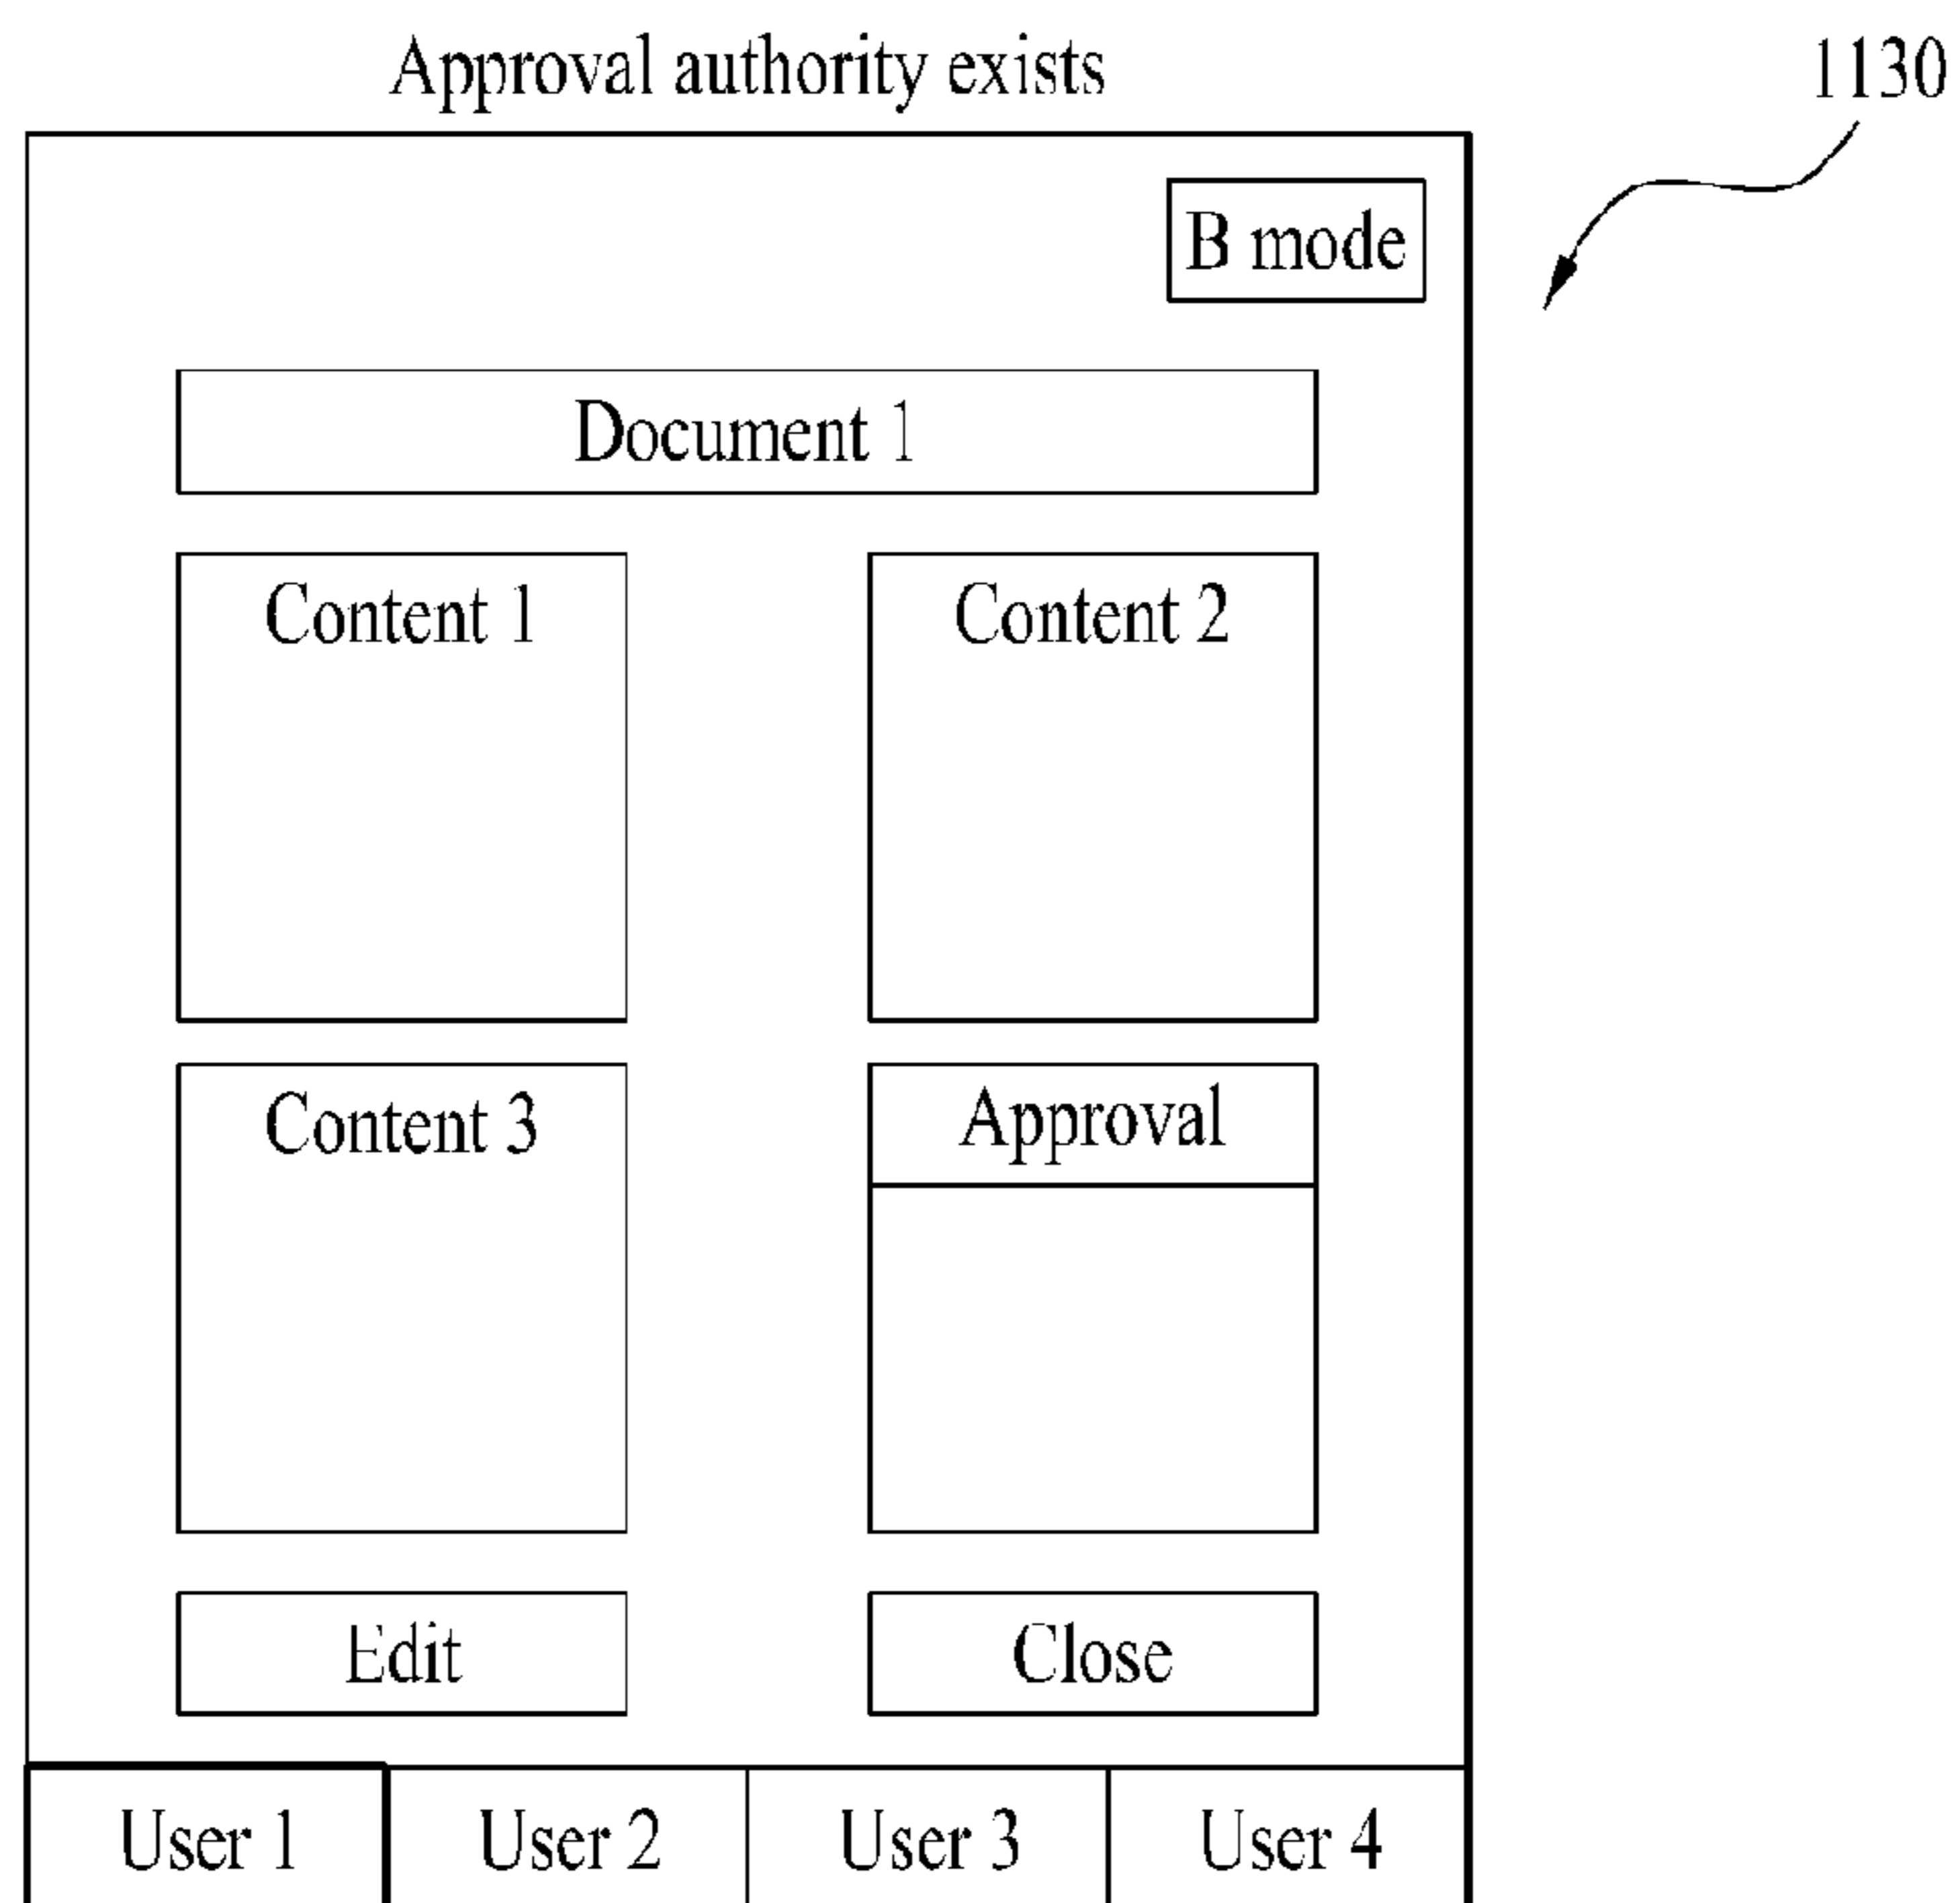 Approval authority exists
1130
B mode
Document 1
Content 1
Content 2
Content 3
Approval
Edit
Close
User 1
User 2
User 3
User 4